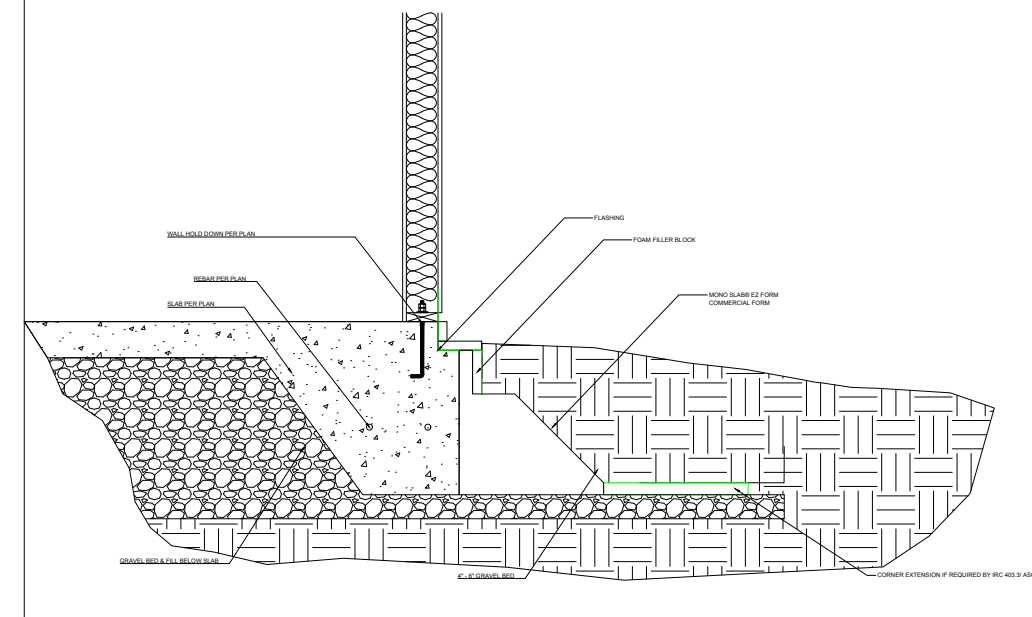 FLASHING
WALL HOLD DOWN PER PLAN
FOAM FILLER BLOCK
REBAR PER PLAN
MONO SLAB® EZ FORM
COMMERCIAL FORM
SLAB PER PLAN
GRAVEL BED & FILL BELOW SLAB
4" - 6" GRAVEL BED
CORNER EXTENSION IF REQUIRED BY IRC 403.3/